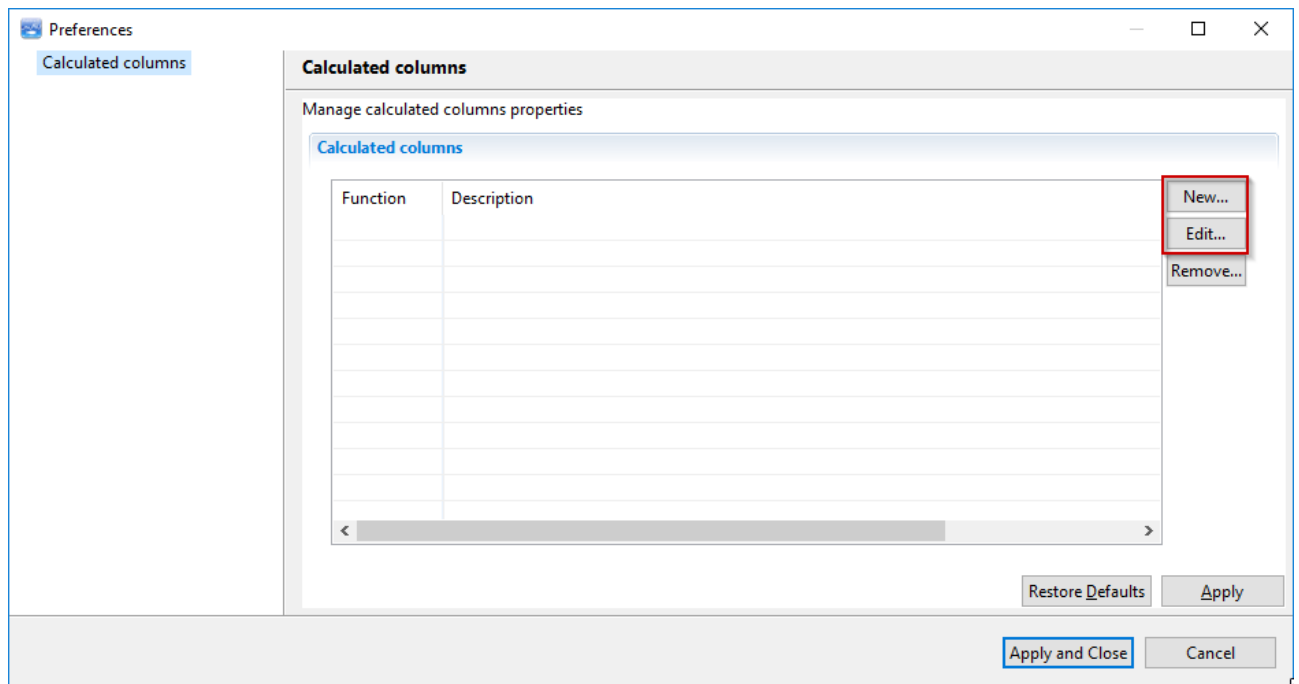 Preferences
Calculated columns
Calculated columns
Manage calculated columns properties
Calculated columns
Function Description
New...
Edit...
Remove...
Restore Defaults Apply
Apply and Close Cancel